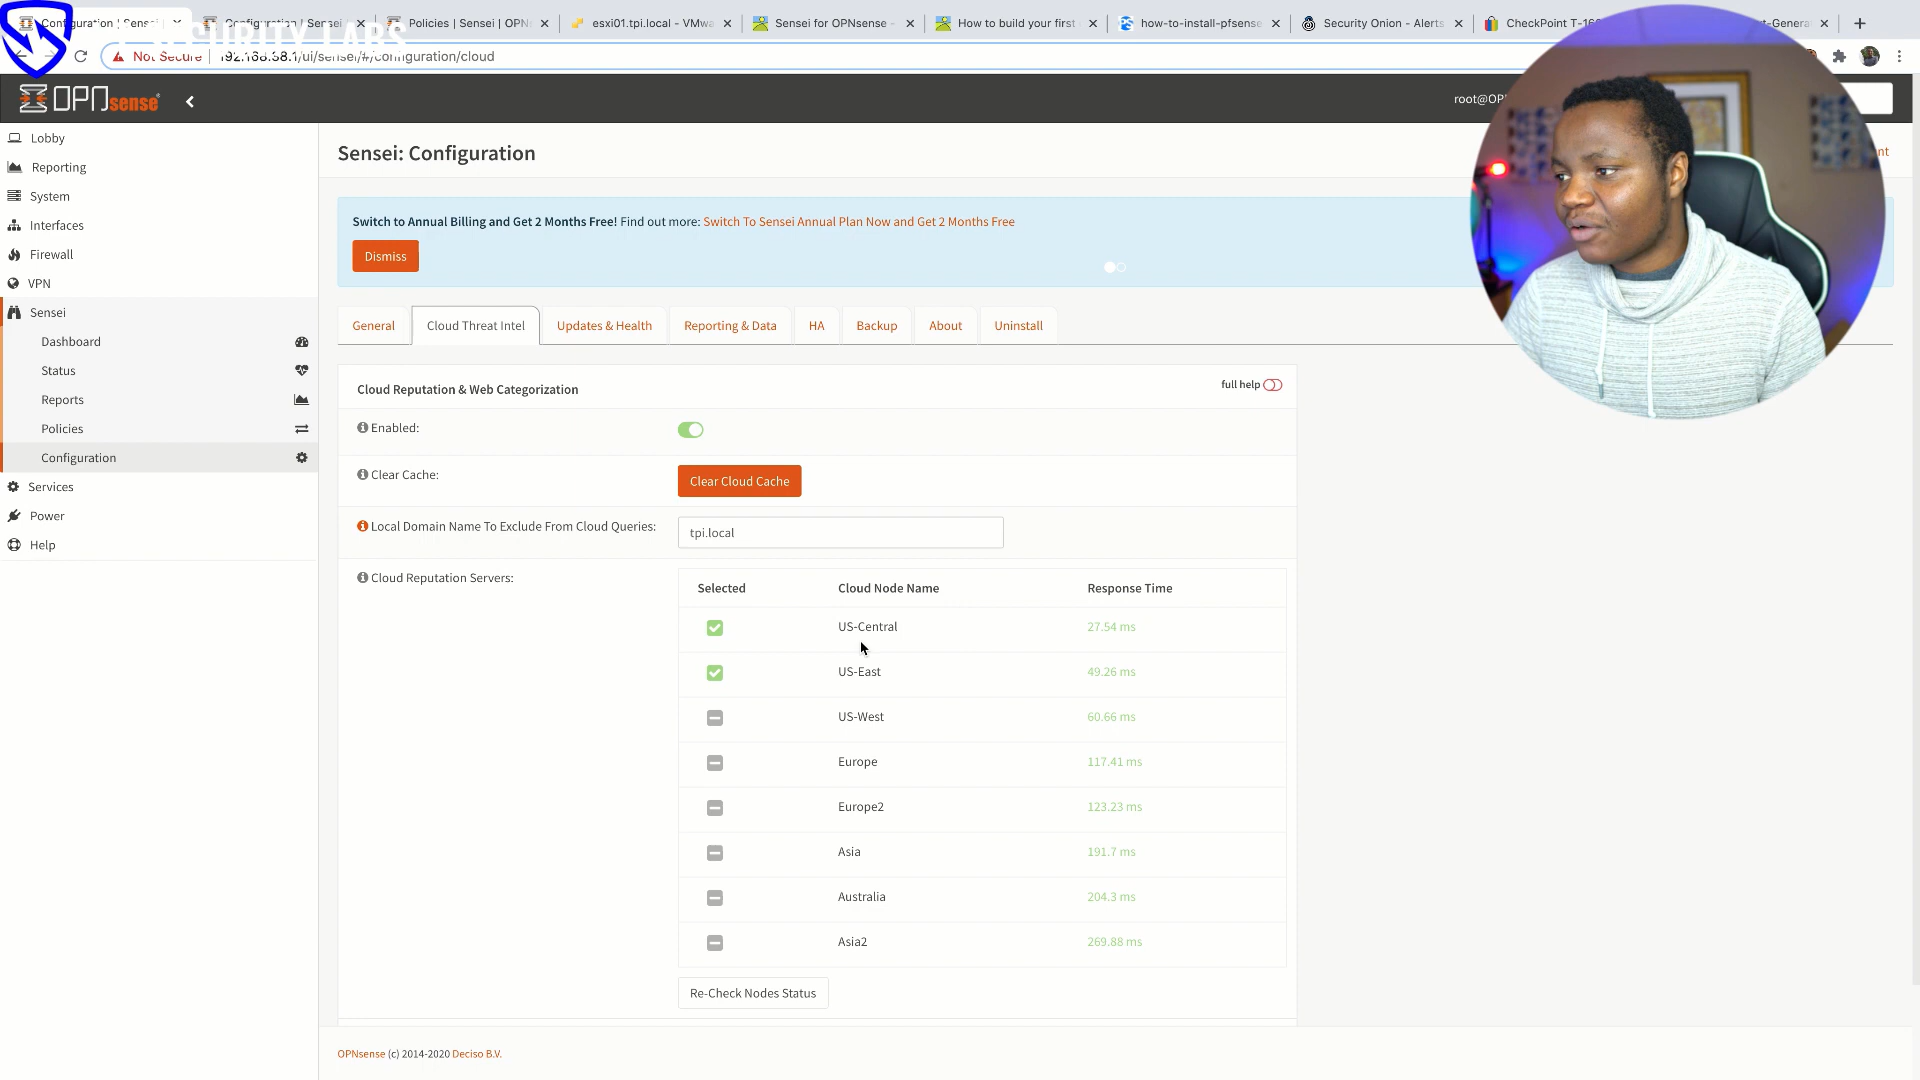 Configuration | Sensei
Configuration | Sensei
Policies | Sensei | OPN
esxi01.tpi.local - VMwa
Sensei for OPNsense -
How to build your first
how-to-install-pfsense
Security Onion - Alerts
CheckPoint T-1
t-Genera
SECURITY LABS
Not Secure
192.168.58.1/ui/sensei/#/configuration/cloud
OPNsense
root@OP
Lobby
Reporting
System
Interfaces
Firewall
VPN
Sensei
Dashboard
Status
Reports
Policies
Configuration
Services
Power
Help
Sensei: Configuration
nt
Switch to Annual Billing and Get 2 Months Free! Find out more: Switch To Sensei Annual Plan Now and Get 2 Months Free
Dismiss
General
Cloud Threat Intel
Updates & Health
Reporting & Data
HA
Backup
About
Uninstall
Cloud Reputation & Web Categorization
full help
Enabled:
Clear Cache:
Clear Cloud Cache
Local Domain Name To Exclude From Cloud Queries:
tpi.local
Cloud Reputation Servers:
Selected Cloud Node Name Response Time
US-Central 27.54 ms
US-East 49.26 ms
US-West 60.66 ms
Europe 117.41 ms
Europe2 123.23 ms
Asia 191.7 ms
Australia 204.3 ms
Asia2 269.88 ms
Re-Check Nodes Status
OPNsense (c) 2014-2020 Deciso B.V.